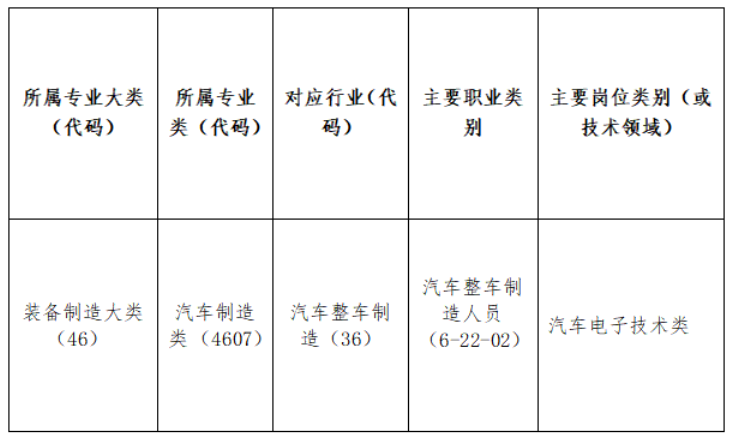 所属专业大类
（代码）
所属专业
类（代码）
对应行业（代
码）
主要职业类
别
主要岗位类别（或
技术领域）
装备制造大类
（46）
汽车制造
类（4607）
汽车整车制
造（36）
汽车整车制
造人员
（6-22-02）
汽车电子技术类